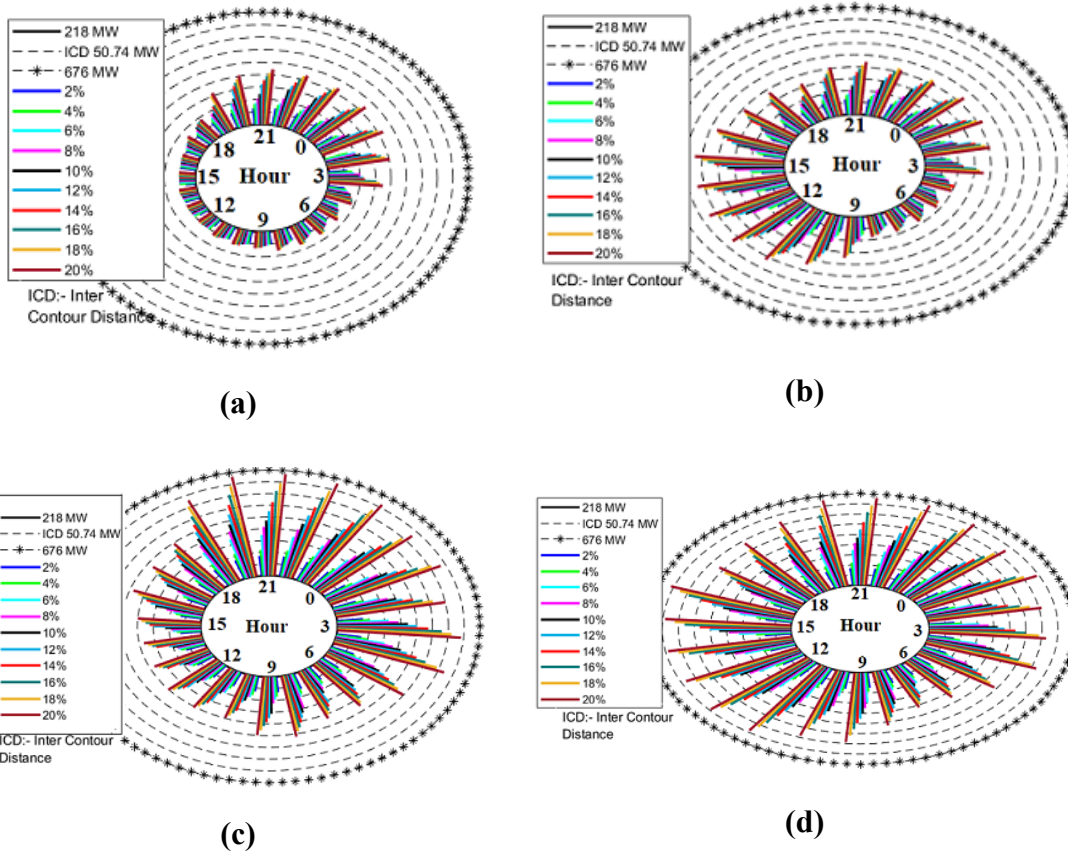 218 MW
ICD 50.74 MW
676 MW
2%
4%
6%
8%
10%
12%
14%
16%
18%
20%
ICD:- Inter
Contour Distance
21
18
0
15
Hour
3
12
6
9
(a)
218 MW
ICD 50.74 MW
676 MW
2%
4%
6%
8%
10%
12%
14%
16%
18%
20%
ICD:- Inter Contour
Distance
21
18
0
15
Hour
3
12
6
9
(b)
218 MW
ICD 50.74 MW
676 MW
2%
4%
6%
8%
10%
12%
14%
16%
18%
20%
ICD:- Inter Contour
Distance
21
18
0
15
Hour
3
12
6
9
(c)
218 MW
ICD 50.74 MW
676 MW
2%
4%
6%
8%
10%
12%
14%
16%
18%
20%
ICD:- Inter Contour
Distance
21
18
0
15
Hour
3
12
6
9
(d)